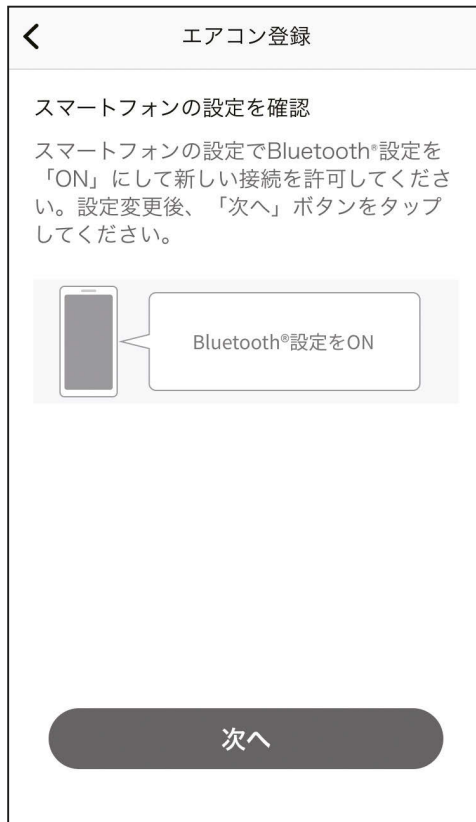 エアコン登録
スマートフォンの設定を確認
スマートフォンの設定でBluetooth®設定を
「ON」にして新しい接続を許可してくださ
い。設定変更後、「次へ」ボタンをタップ
してください。
Bluetooth®設定をON
次へ